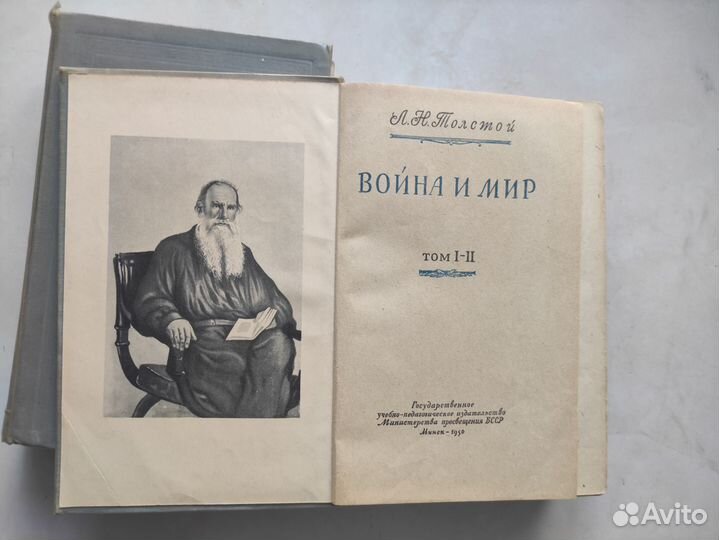 Л.Н.Толстой
ВОЙНА И МИР
ТОМ I-II
Государственное
учебно-педагогическое издательство
Министерства просвещения БССР
Минск-1950
Avito